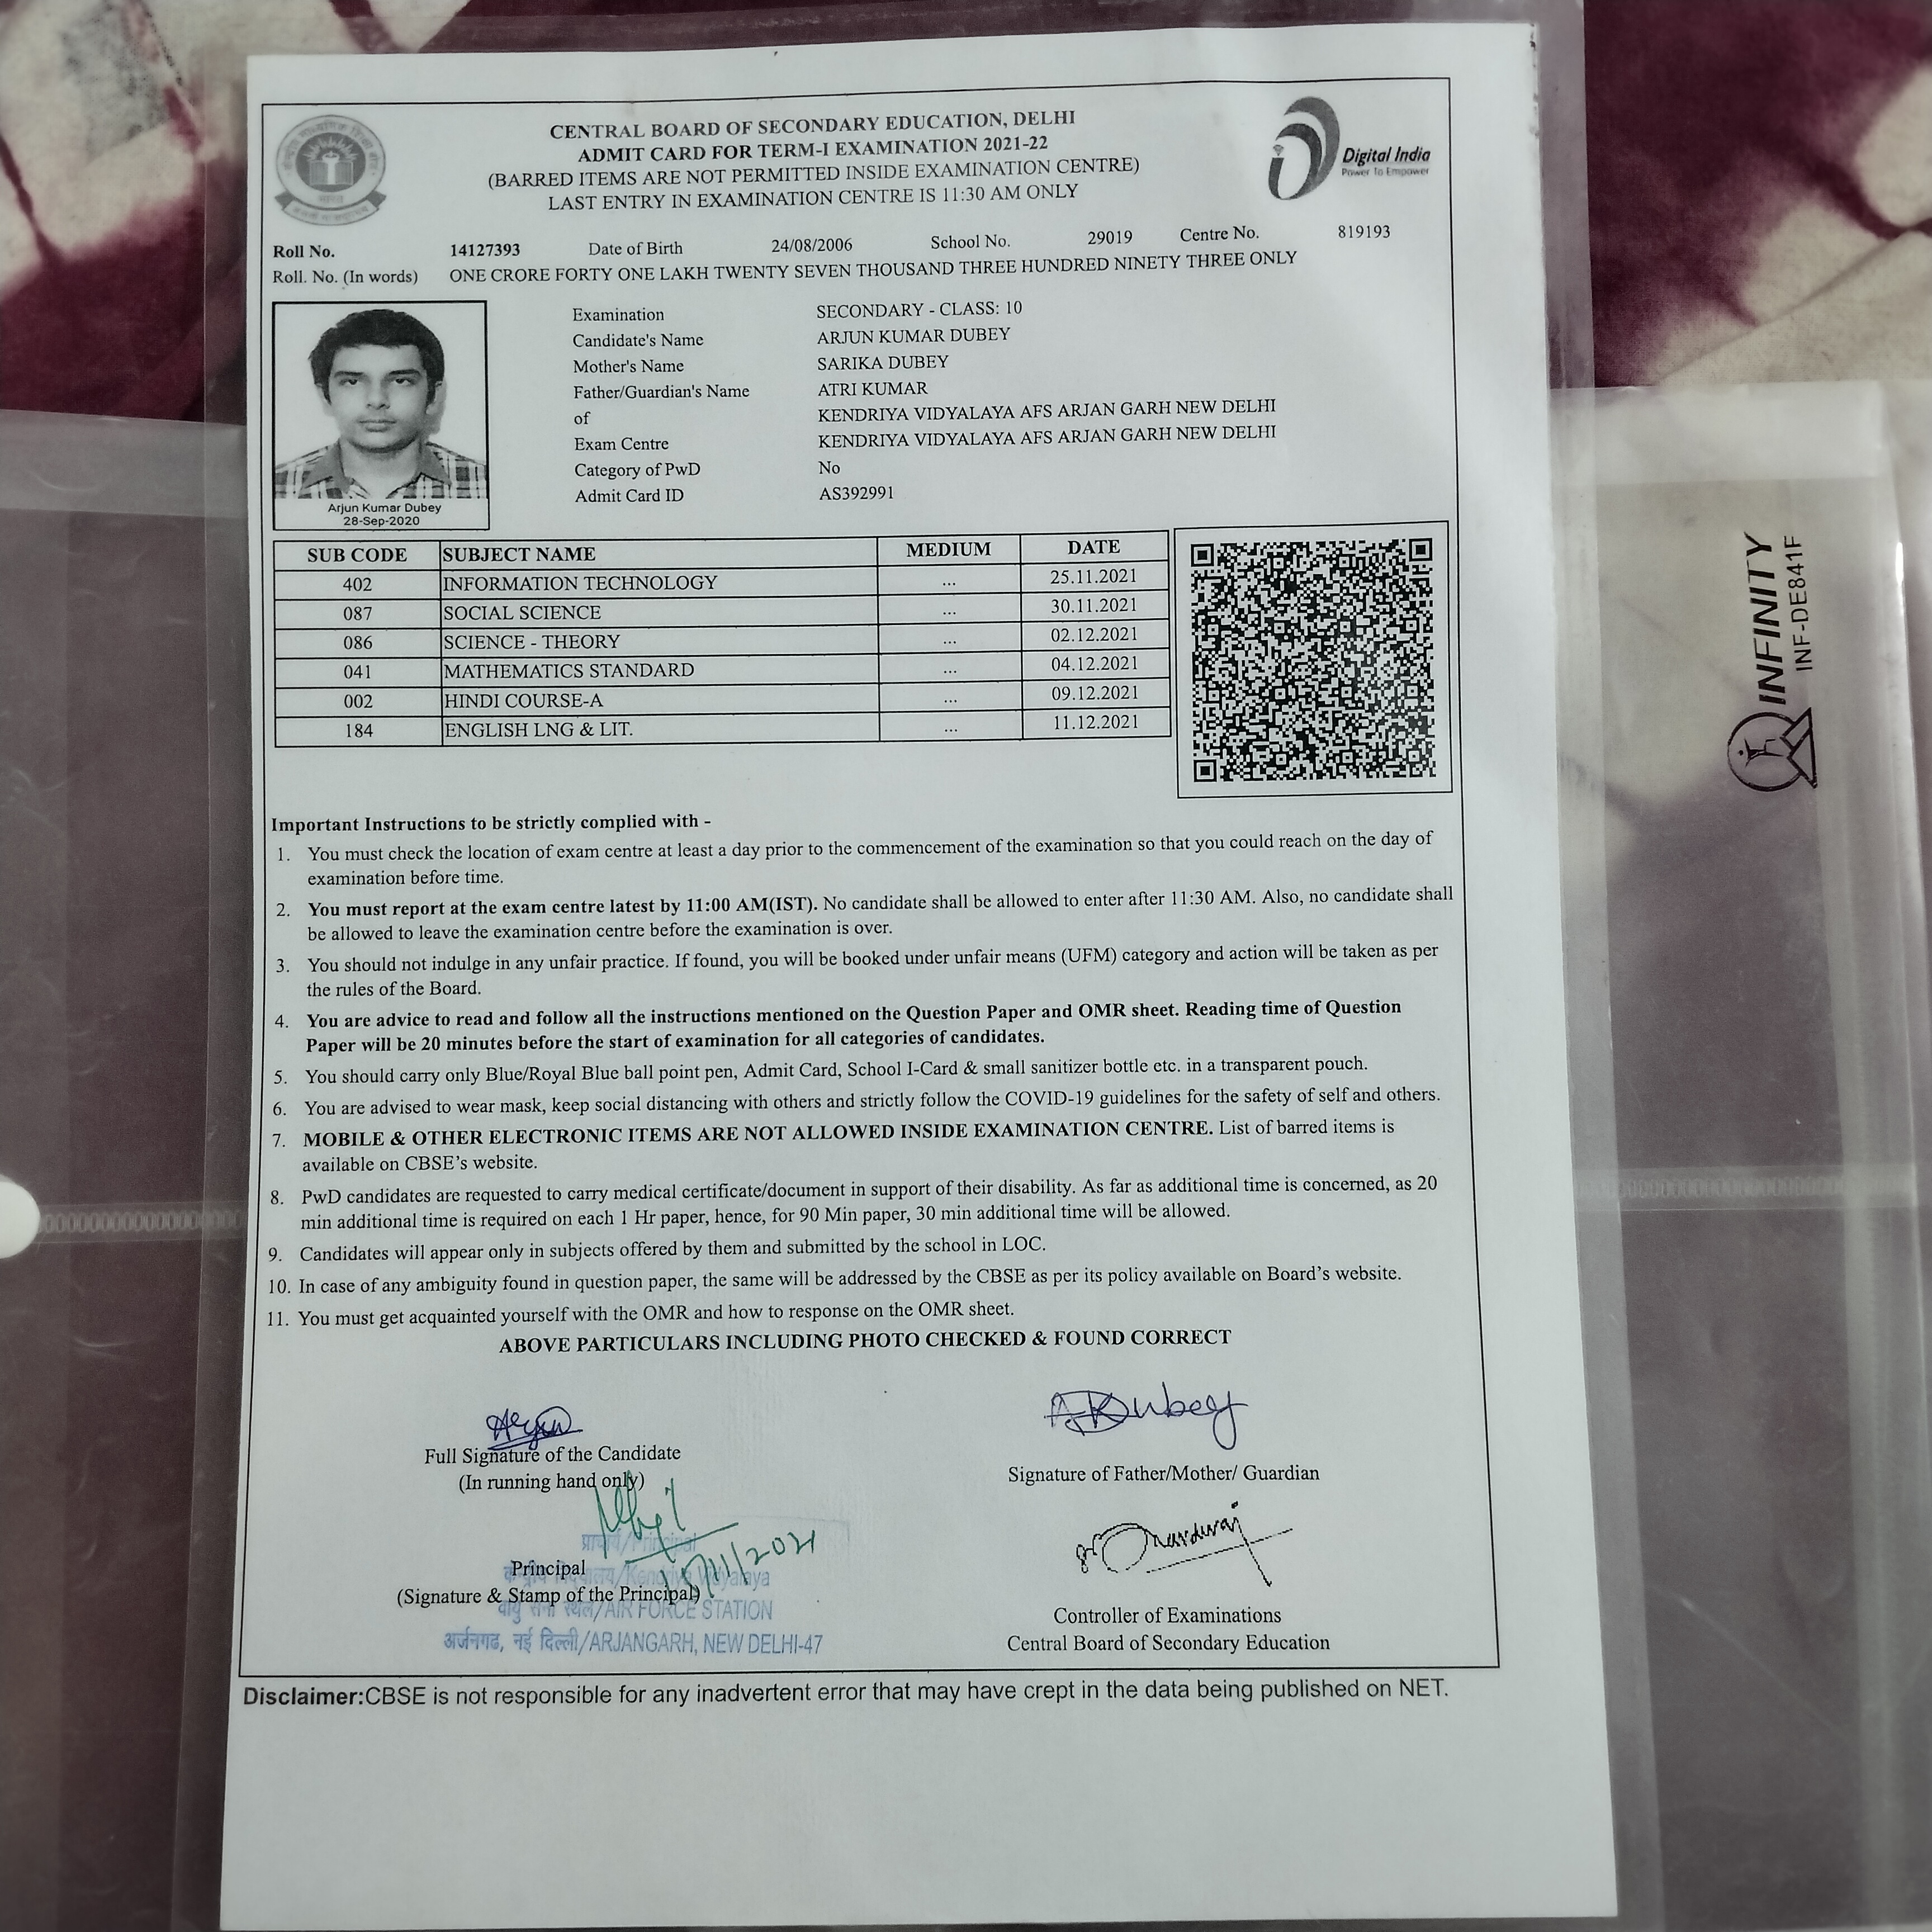 CENTRAL BOARD OF SECONDARY EDUCATION, DELHI
ADMIT CARD FOR TERM-I EXAMINATION 2021-22
(BARRED ITEMS ARE NOT PERMITTED INSIDE EXAMINATION CENTRE)
LAST ENTRY IN EXAMINATION CENTRE IS 11:30 AM ONLY
Digital India
Power To Empower
Roll No. 14127393 Date of Birth 24/08/2006 School No. 29019 Centre No. 819193
Roll. No. (In words) ONE CRORE FORTY ONE LAKH TWENTY SEVEN THOUSAND THREE HUNDRED NINETY THREE ONLY
Examination SECONDARY - CLASS: 10
Candidate's Name ARJUN KUMAR DUBEY
Mother's Name SARIKA DUBEY
Father/Guardian's Name ATRI KUMAR
of KENDRIYA VIDYALAYA AFS ARJAN GARH NEW DELHI
Exam Centre KENDRIYA VIDYALAYA AFS ARJAN GARH NEW DELHI
Category of PwD No
Admit Card ID AS392991
Arjun Kumar Dubey
28-Sep-2020
SUB CODE SUBJECT NAME MEDIUM DATE
402 INFORMATION TECHNOLOGY ... 25.11.2021
087 SOCIAL SCIENCE ... 30.11.2021
086 SCIENCE - THEORY ... 02.12.2021
041 MATHEMATICS STANDARD ... 04.12.2021
002 HINDI COURSE-A ... 09.12.2021
184 ENGLISH LNG & LIT. ... 11.12.2021
INFINITY
INF-DE841F
Important Instructions to be strictly complied with -
1. You must check the location of exam centre at least a day prior to the commencement of the examination so that you could reach on the day of
examination before time.
2. You must report at the exam centre latest by 11:00 AM(IST). No candidate shall be allowed to enter after 11:30 AM. Also, no candidate shall
be allowed to leave the examination centre before the examination is over.
3. You should not indulge in any unfair practice. If found, you will be booked under unfair means (UFM) category and action will be taken as per
the rules of the Board.
4. You are advice to read and follow all the instructions mentioned on the Question Paper and OMR sheet. Reading time of Question
Paper will be 20 minutes before the start of examination for all categories of candidates.
5. You should carry only Blue/Royal Blue ball point pen, Admit Card, School I-Card & small sanitizer bottle etc. in a transparent pouch.
6. You are advised to wear mask, keep social distancing with others and strictly follow the COVID-19 guidelines for the safety of self and others.
7. MOBILE & OTHER ELECTRONIC ITEMS ARE NOT ALLOWED INSIDE EXAMINATION CENTRE. List of barred items is
available on CBSE's website.
8. PwD candidates are requested to carry medical certificate/document in support of their disability. As far as additional time is concerned, as 20
min additional time is required on each 1 Hr paper, hence, for 90 Min paper, 30 min additional time will be allowed.
9. Candidates will appear only in subjects offered by them and submitted by the school in LOC.
10. In case of any ambiguity found in question paper, the same will be addressed by the CBSE as per its policy available on Board's website.
11. You must get acquainted yourself with the OMR and how to response on the OMR sheet.
ABOVE PARTICULARS INCLUDING PHOTO CHECKED & FOUND CORRECT
Arjun
A.K.Dubey
Full Signature of the Candidate
(In running hand only)
Signature of Father/Mother/ Guardian
प्राचार्य/Principal
Principal
केन्द्रीय विद्यालय/Kendriya Vidyalaya
(Signature & Stamp of the Principal)
वायु सेना स्थल/AIR FORCE STATION
अर्जनगढ, नई दिल्ली/ARJANGARH, NEW DELHI-47
Controller of Examinations
Central Board of Secondary Education
Disclaimer:CBSE is not responsible for any inadvertent error that may have crept in the data being published on NET.